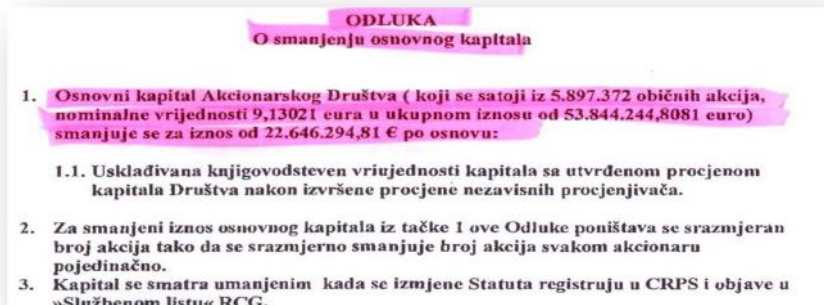 ODLUKA
O smanjenju osnovnog kapitala
1. Osnovni kapital Akcionarskog Društva ( koji se satoji iz 5.897.372 običnih akcija,
nominalne vrijednosti 9,13021 eura u ukupnom iznosu od 53.844.244,8081 euro)
smanjuje se za iznos od 22.646.294,81 € po osnovu:
1.1. Usklađivana knjigovodsteven vriujednosti kapitala sa utvrđenom procjenom
kapitala Društva nakon izvršene procjene nezavisnih procjenjivača.
2. Za smanjeni iznos osnovnog kapitala iz tačke 1 ove Odluke poništava se srazmjeran
broj akcija tako da se srazmjerno smanjuje broj akcija svakom akcionaru
pojedinačno.
3. Kapital se smatra umanjenim kada se izmjene Statuta registruju u CRPS i objave u
»Službenom listu« RCG.